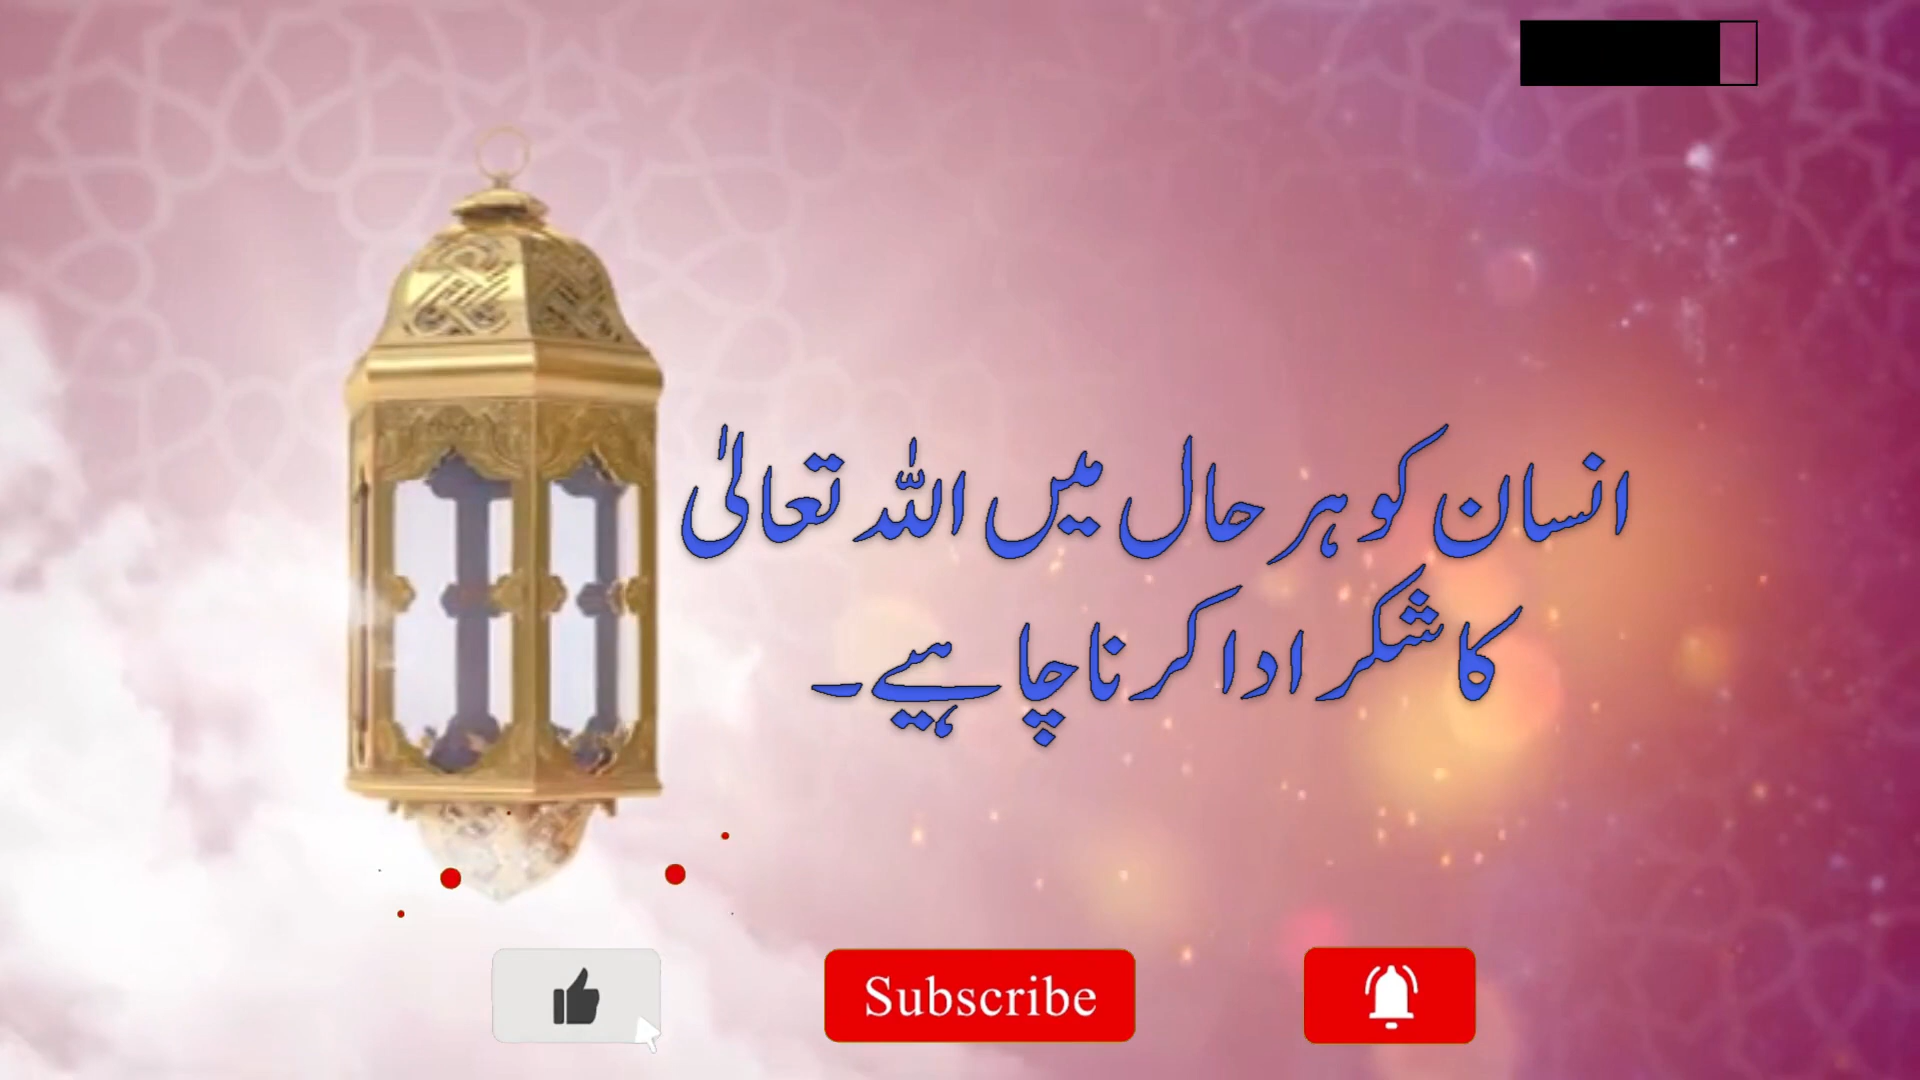 انسان کو ہر حال میں اللہ تعالیٰ
کا شکر ادا کرنا چاہیے۔
Subscribe